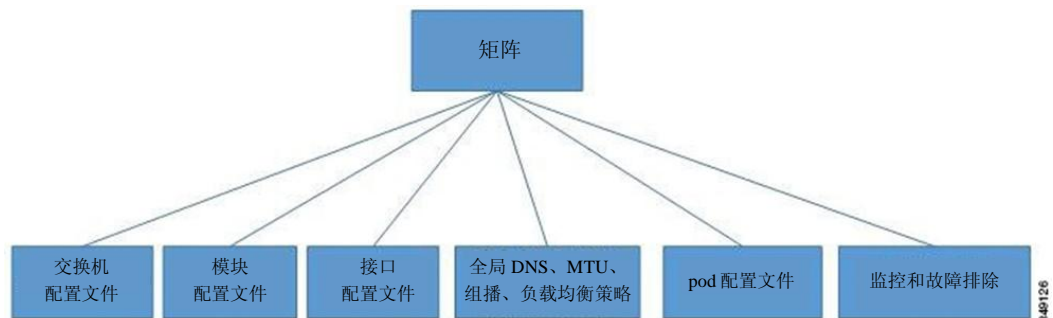 矩阵
交换机
配置文件
模块
配置文件
接口
配置文件
全局 DNS、MTU、
组播、负载均衡策略
pod 配置文件
监控和故障排除
349126